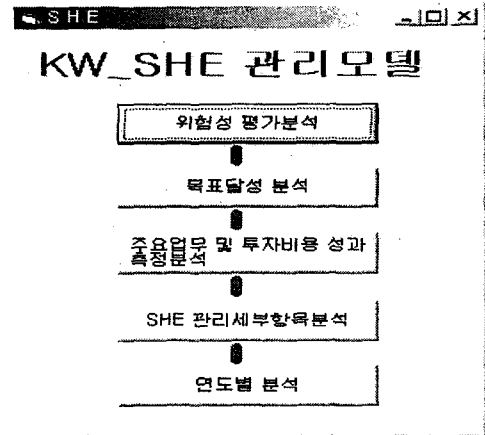 SHE
KW_SHE 관리모델
위험성 평가분석
목표달성 분석
주요업무 및 투자비용 성과
측정분석
SHE 관리세부항목분석
연도별 분석